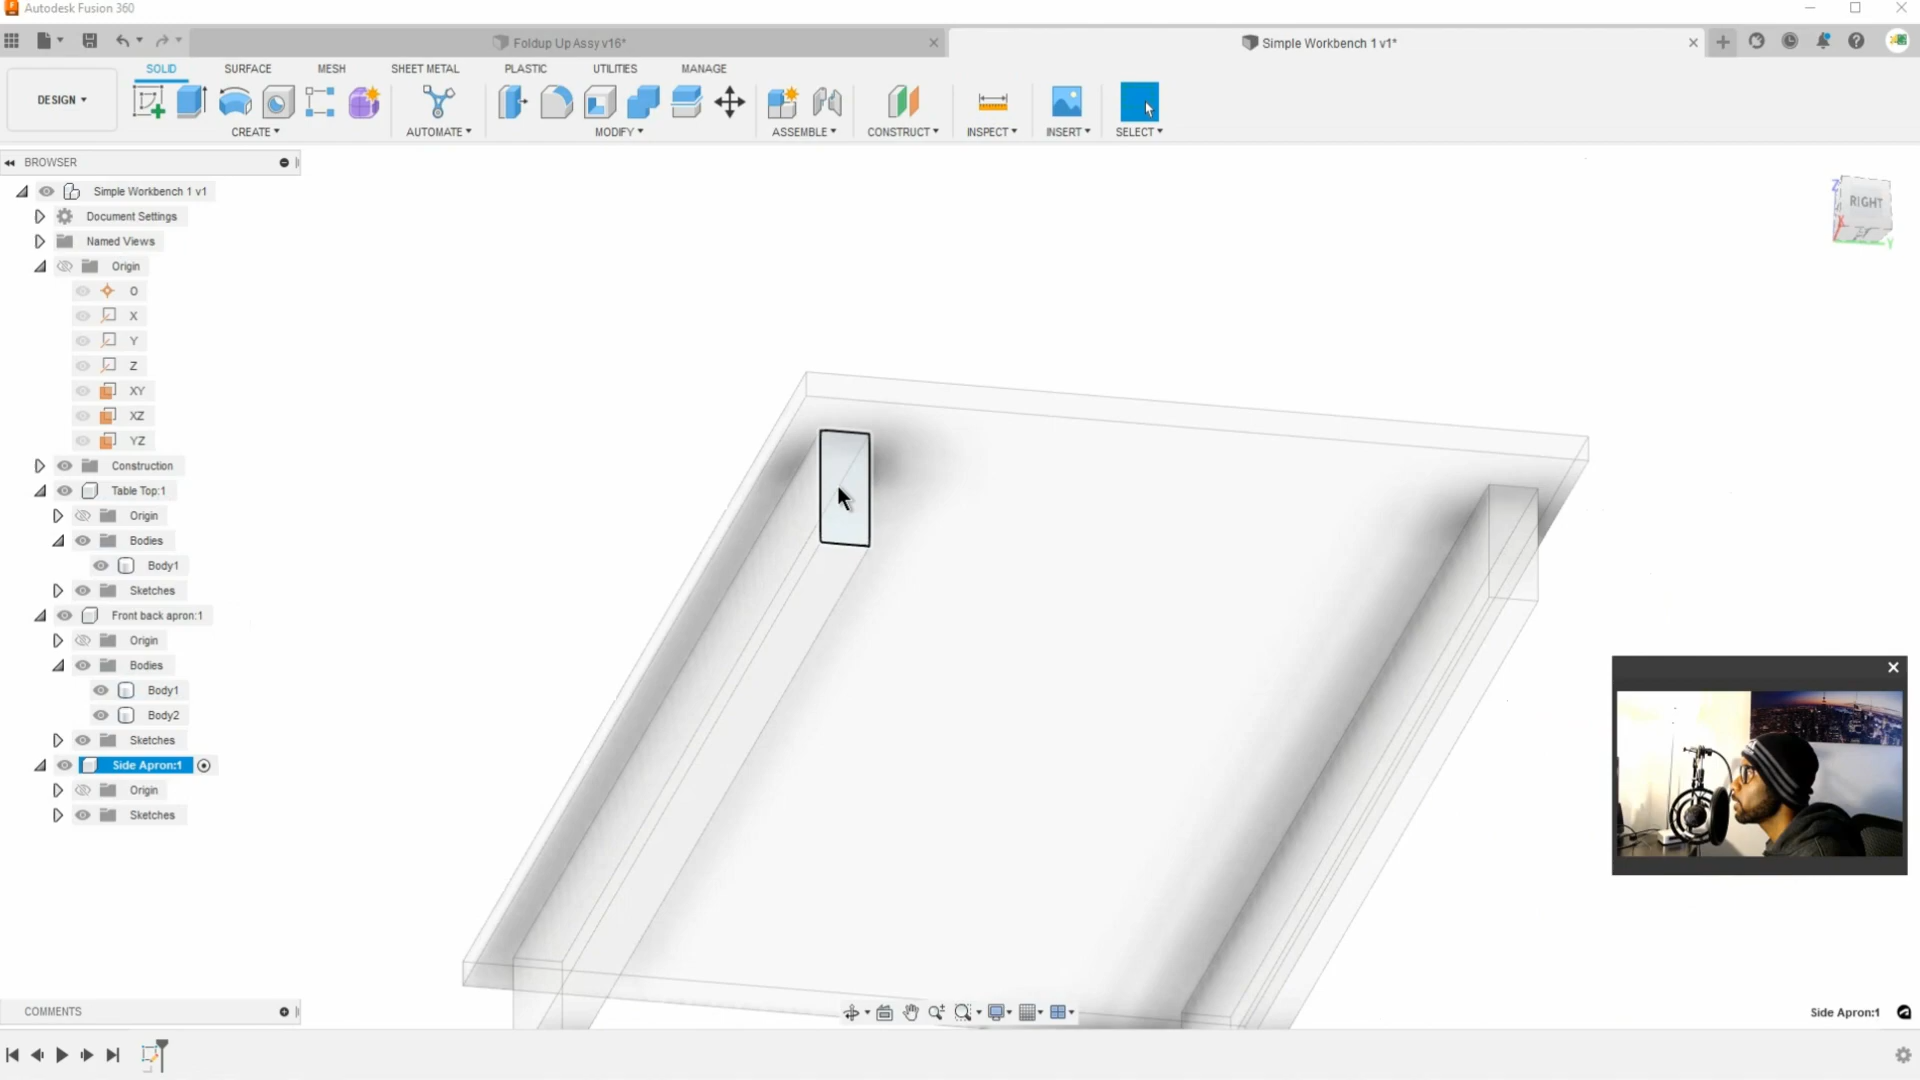 Autodesk Fusion 360
Foldup Up Assy v16*
Simple Workbench 1 v1*
SOLID SURFACE MESH SHEET METAL PLASTIC UTILITIES MANAGE
DESIGN
CREATE AUTOMATE MODIFY ASSEMBLE CONSTRUCT INSPECT INSERT SELECT
BROWSER
Simple Workbench 1 v1
Document Settings
Named Views
Origin
O
X
Y
Z
XY
XZ
YZ
Construction
Table Top:1
Origin
Bodies
Body1
Sketches
Front back apron:1
Origin
Bodies
Body1
Body2
Sketches
Side Apron:1
Origin
Sketches
RIGHT
Z
X
Y
COMMENTS
Side Apron:1